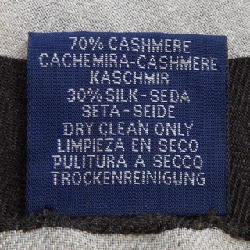 70% CASHMERE
CACHEMIRA-CASHMERE
KASCHMIR
30% SILK-SEDA
SETA-SEIDE
DRY CLEAN ONLY
LIMPIEZA EN SECO
PULITURA A SECCO
TROCKENREINIGUNG